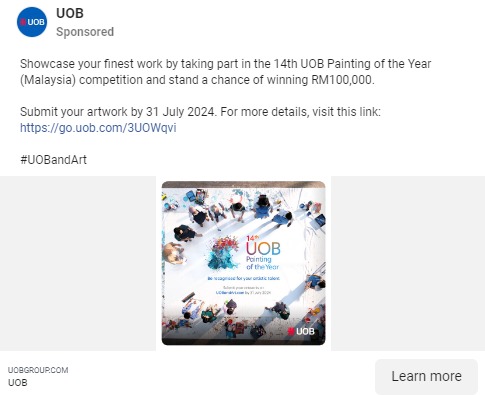 UOB
UOB
Sponsored
Showcase your finest work by taking part in the 14th UOB Painting of the Year
(Malaysia) competition and stand a chance of winning RM100,000.
Submit your artwork by 31 July 2024. For more details, visit this link:
https://go.uob.com/3UOWqvi
#UOBandArt
14th
UOB
Painting
of the Year
Be recognised for your artistic talent
Submit your artworks on
UOBandArt.com by 31 July 2024
UOB
UOBGROUP.COM
UOB
Learn more